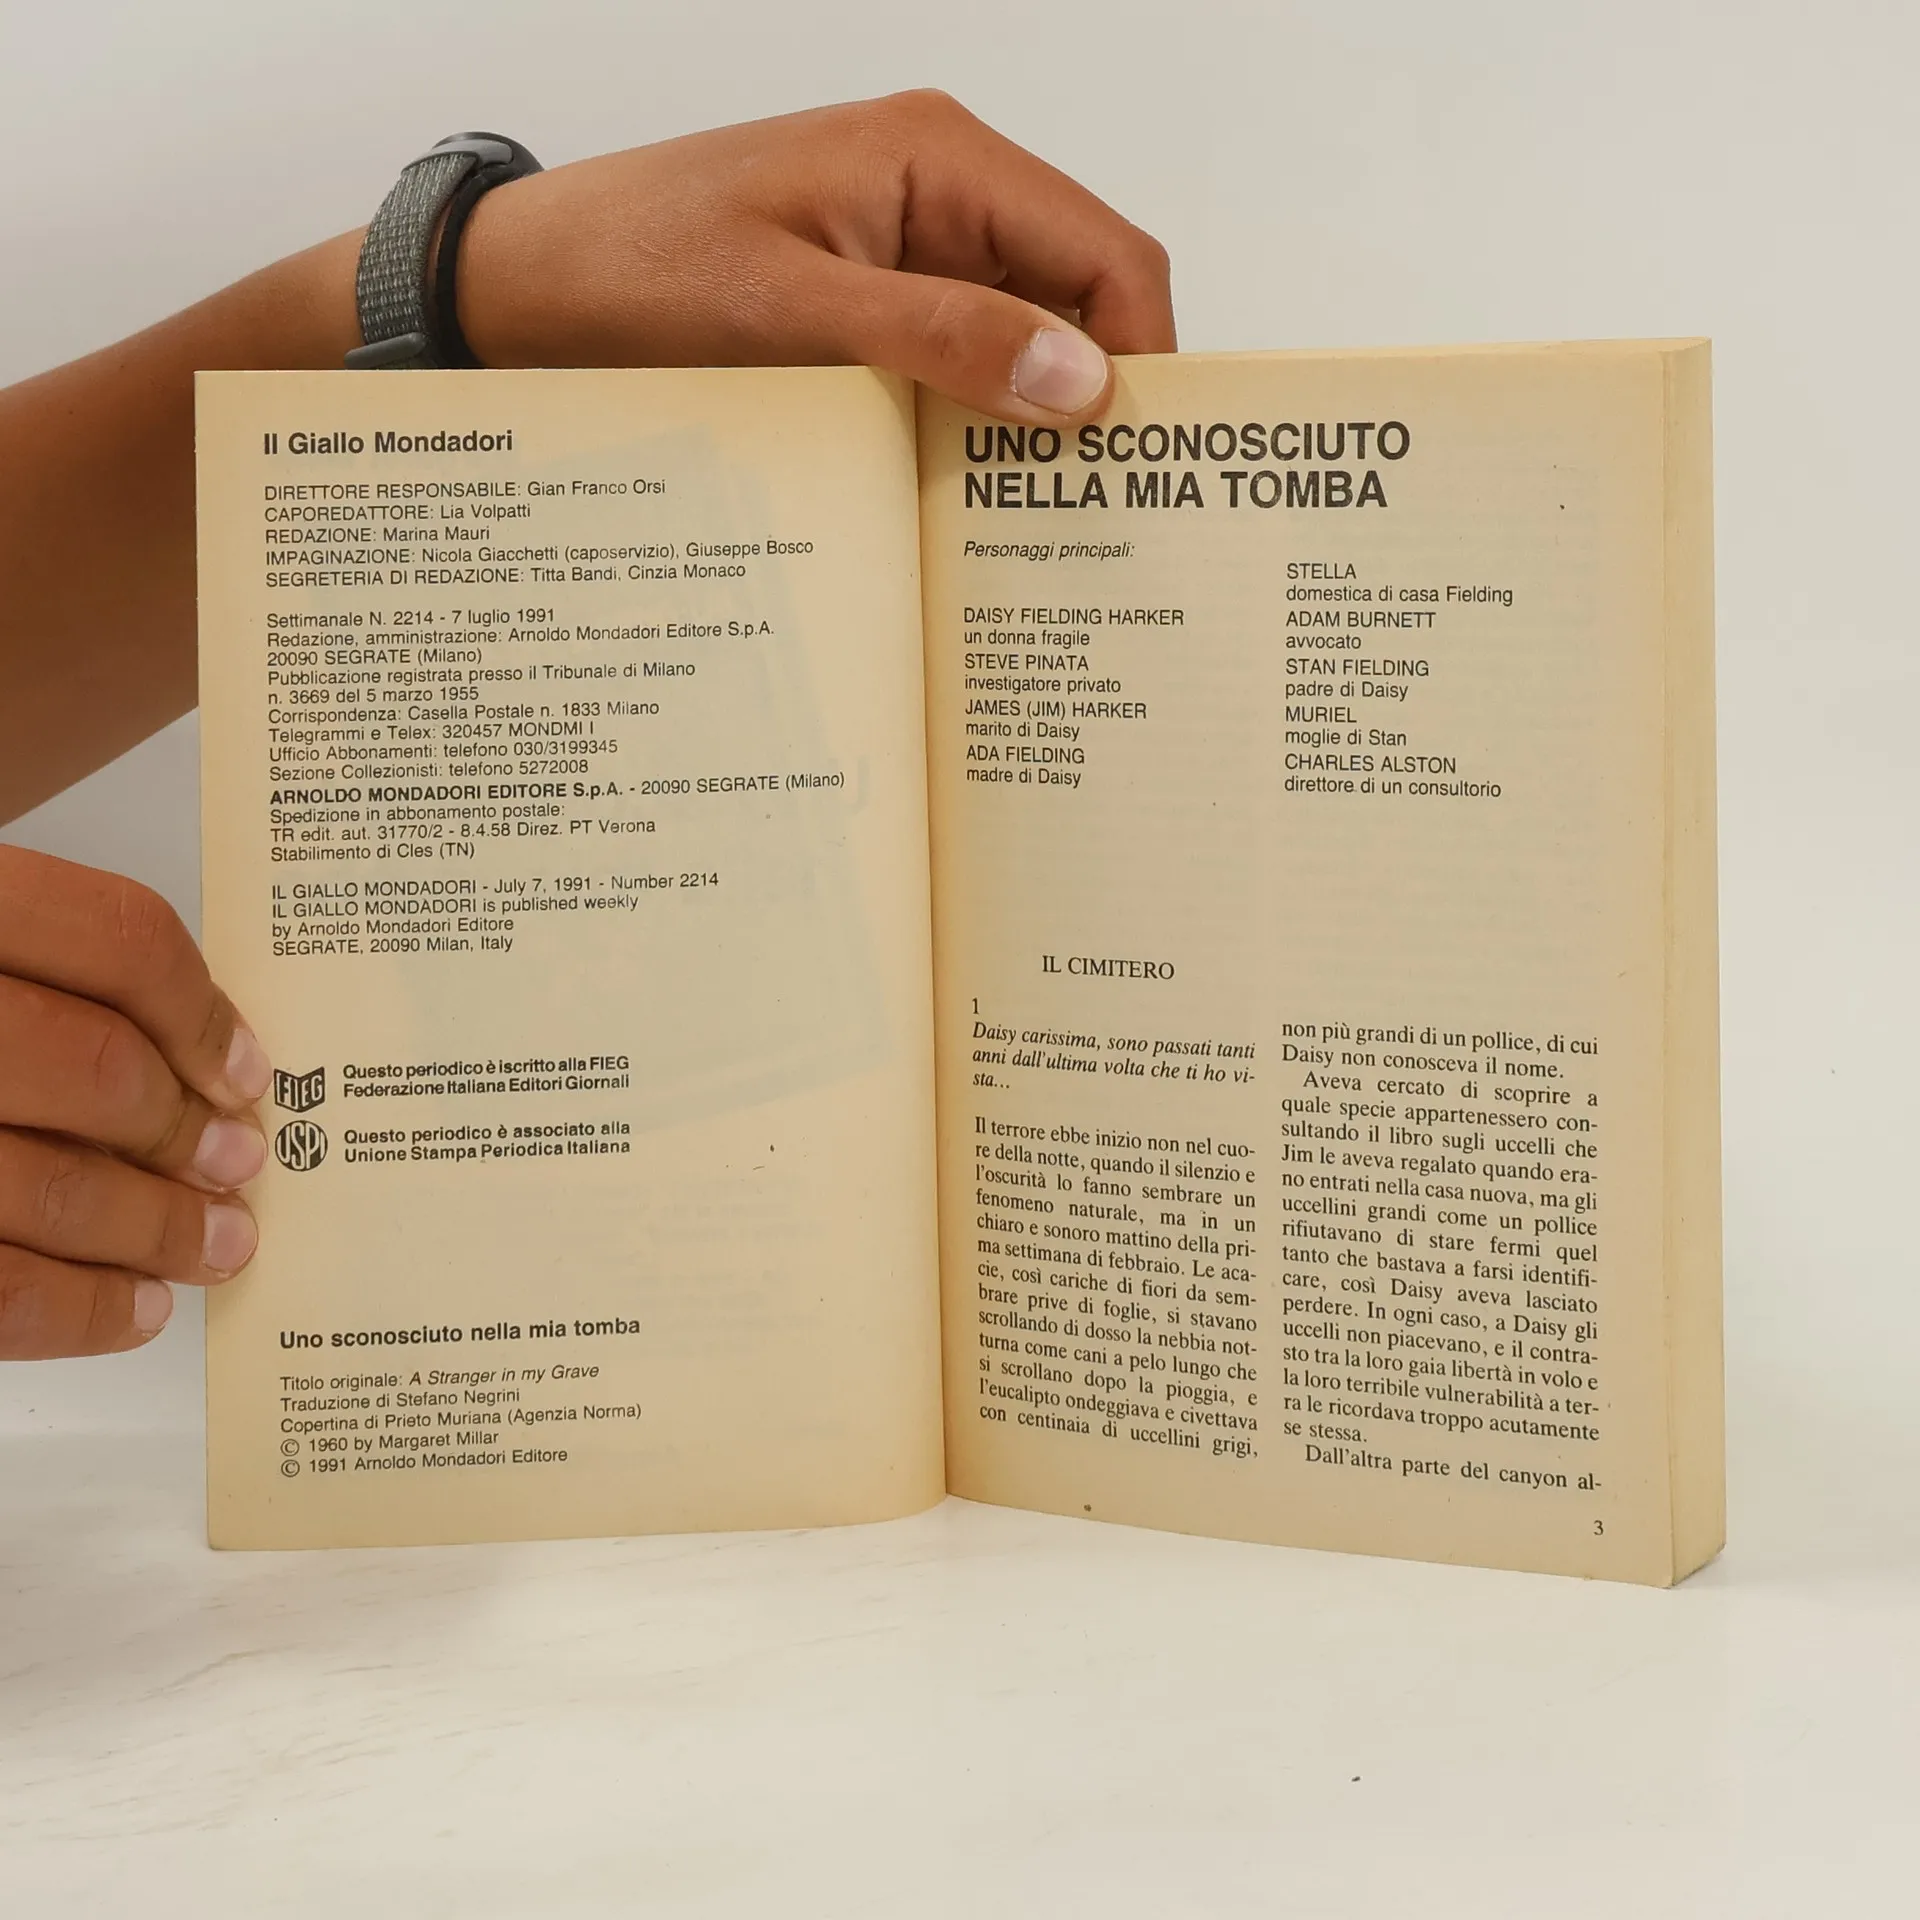 Il Giallo Mondadori
DIRETTORE RESPONSABILE: Gian Franco Orsi
CAPOREDATTORE: Lia Volpatti
REDAZIONE: Marina Mauri
IMPAGINAZIONE: Nicola Giacchetti (caposervizio), Giuseppe Bosco
SEGRETERIA DI REDAZIONE: Titta Bandi, Cinzia Monaco
Settimanale N. 2214 - 7 luglio 1991
Redazione, amministrazione: Arnoldo Mondadori Editore S.p.A.
20090 SEGRATE (Milano)
Pubblicazione registrata presso il Tribunale di Milano
n. 3669 del 5 marzo 1955
Corrispondenza: Casella Postale n. 1833 Milano
Telegrammi e Telex: 320457 MONDMI I
Ufficio Abbonamenti: telefono 030/3199345
Sezione Collezionisti: telefono 5272008
ARNOLDO MONDADORI EDITORE S.p.A. - 20090 SEGRATE (Milano)
Spedizione in abbonamento postale:
TR edit. aut. 31770/2 - 8.4.58 Direz. PT Verona
Stabilimento di Cles (TN)
IL GIALLO MONDADORI - July 7, 1991 - Number 2214
IL GIALLO MONDADORI is published weekly
by Arnoldo Mondadori Editore
SEGRATE, 20090 Milan, Italy
FIEG
Questo periodico è iscritto alla FIEG
Federazione Italiana Editori Giornali
USPI
Questo periodico è associato alla
Unione Stampa Periodica Italiana
Uno sconosciuto nella mia tomba
Titolo originale: A Stranger in my Grave
Traduzione di Stefano Negrini
Copertina di Prieto Muriana (Agenzia Norma)
© 1960 by Margaret Millar
© 1991 Arnoldo Mondadori Editore
UNO SCONOSCIUTO
NELLA MIA TOMBA
Personaggi principali:
DAISY FIELDING HARKER
un donna fragile
STEVE PINATA
investigatore privato
JAMES (JIM) HARKER
marito di Daisy
ADA FIELDING
madre di Daisy
STELLA
domestica di casa Fielding
ADAM BURNETT
avvocato
STAN FIELDING
padre di Daisy
MURIEL
moglie di Stan
CHARLES ALSTON
direttore di un consultorio
IL CIMITERO
1
Daisy carissima, sono passati tanti
anni dall'ultima volta che ti ho vi-
sta...
Il terrore ebbe inizio non nel cuo-
re della notte, quando il silenzio e
l'oscurità lo fanno sembrare un
fenomeno naturale, ma in un
chiaro e sonoro mattino della pri-
ma settimana di febbraio. Le aca-
cie, così cariche di fiori da sem-
brare prive di foglie, si stavano
scrollando di dosso la nebbia not-
turna come cani a pelo lungo che
si scrollano dopo la pioggia, e
l'eucalipto ondeggiava e civettava
con centinaia di uccellini grigi,
non più grandi di un pollice, di cui
Daisy non conosceva il nome.
Aveva cercato di scoprire a
quale specie appartenessero con-
sultando il libro sugli uccelli che
Jim le aveva regalato quando era-
no entrati nella casa nuova, ma gli
uccellini grandi come un pollice
rifiutavano di stare fermi quel
tanto che bastava a farsi identifi-
care, così Daisy aveva lasciato
perdere. In ogni caso, a Daisy gli
uccelli non piacevano, e il contra-
sto tra la loro gaia libertà in volo e
la loro terribile vulnerabilità a ter-
ra le ricordava troppo acutamente
se stessa.
Dall'altra parte del canyon al-
3